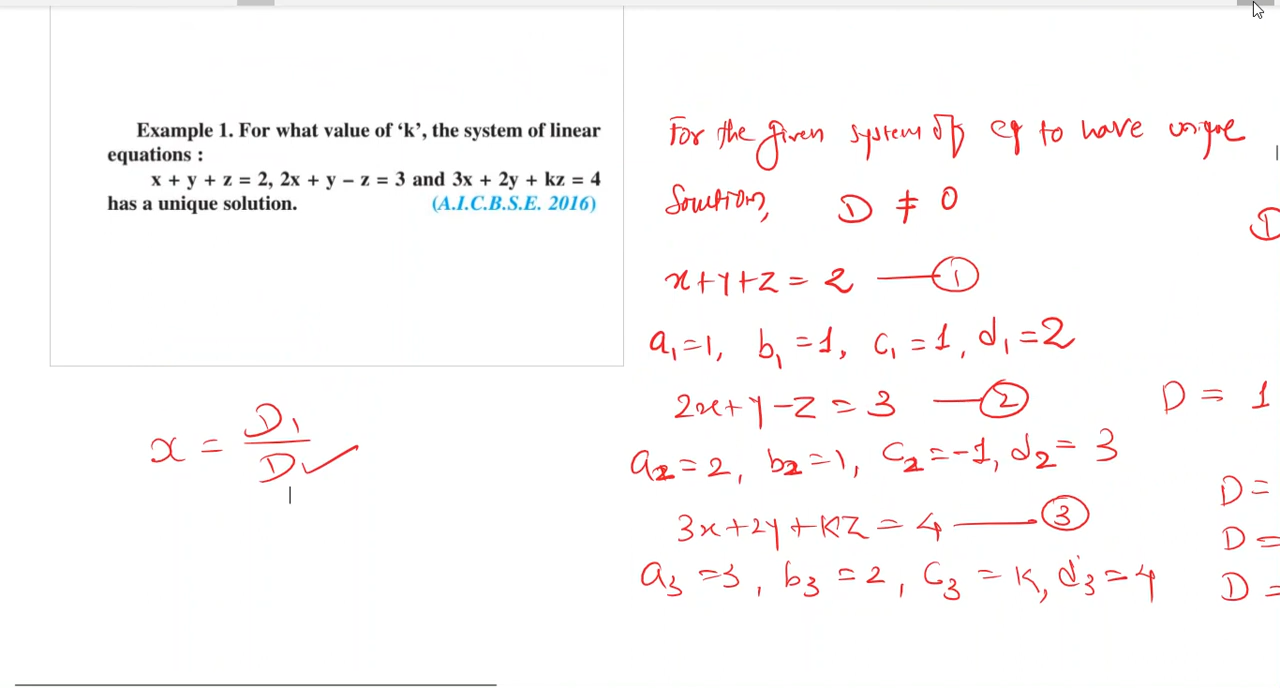 Example 1. For what value of ‘k’, the system of linear
equations :
x + y + z = 2, 2x + y – z = 3 and 3x + 2y + kz = 4
has a unique solution. (A.I.C.B.S.E. 2016)
x = D₁/D ✓
For the given system of eq to have unique
Solution, D ≠ 0
x+y+z = 2 —①
a₁=1, b₁=1, c₁=1, d₁=2
2x+y-z = 3 —②
a₂=2, b₂=1, c₂=-1, d₂=3
3x+2y+Kz = 4 —③
a₃=3, b₃=2, c₃=K, d₃=4
D
D = 1
D =
D =
D =